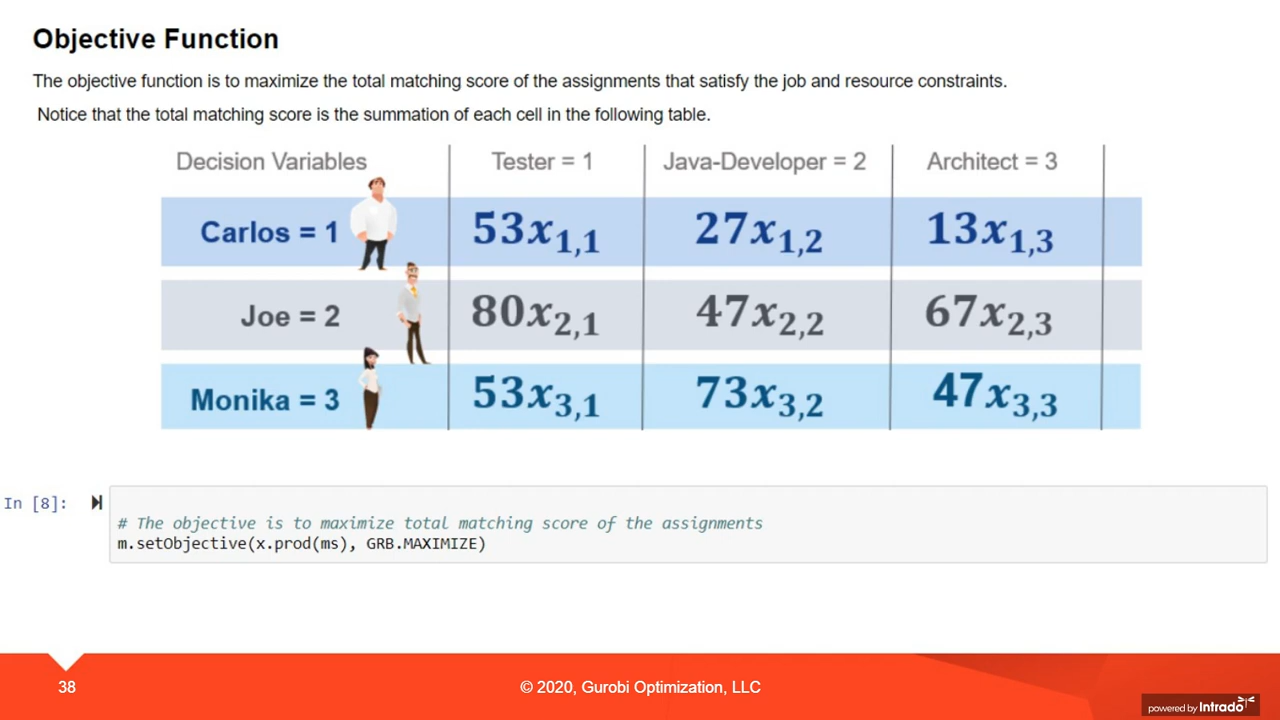 Objective Function
The objective function is to maximize the total matching score of the assignments that satisfy the job and resource constraints.
Notice that the total matching score is the summation of each cell in the following table.
Decision Variables Tester = 1 Java-Developer = 2 Architect = 3
Carlos = 1 53x1,1 27x1,2 13x1,3
Joe = 2 80x2,1 47x2,2 67x2,3
Monika = 3 53x3,1 73x3,2 47x3,3
In [8]:
# The objective is to maximize total matching score of the assignments
m.setObjective(x.prod(ms), GRB.MAXIMIZE)
38 © 2020, Gurobi Optimization, LLC
powered by Intrado